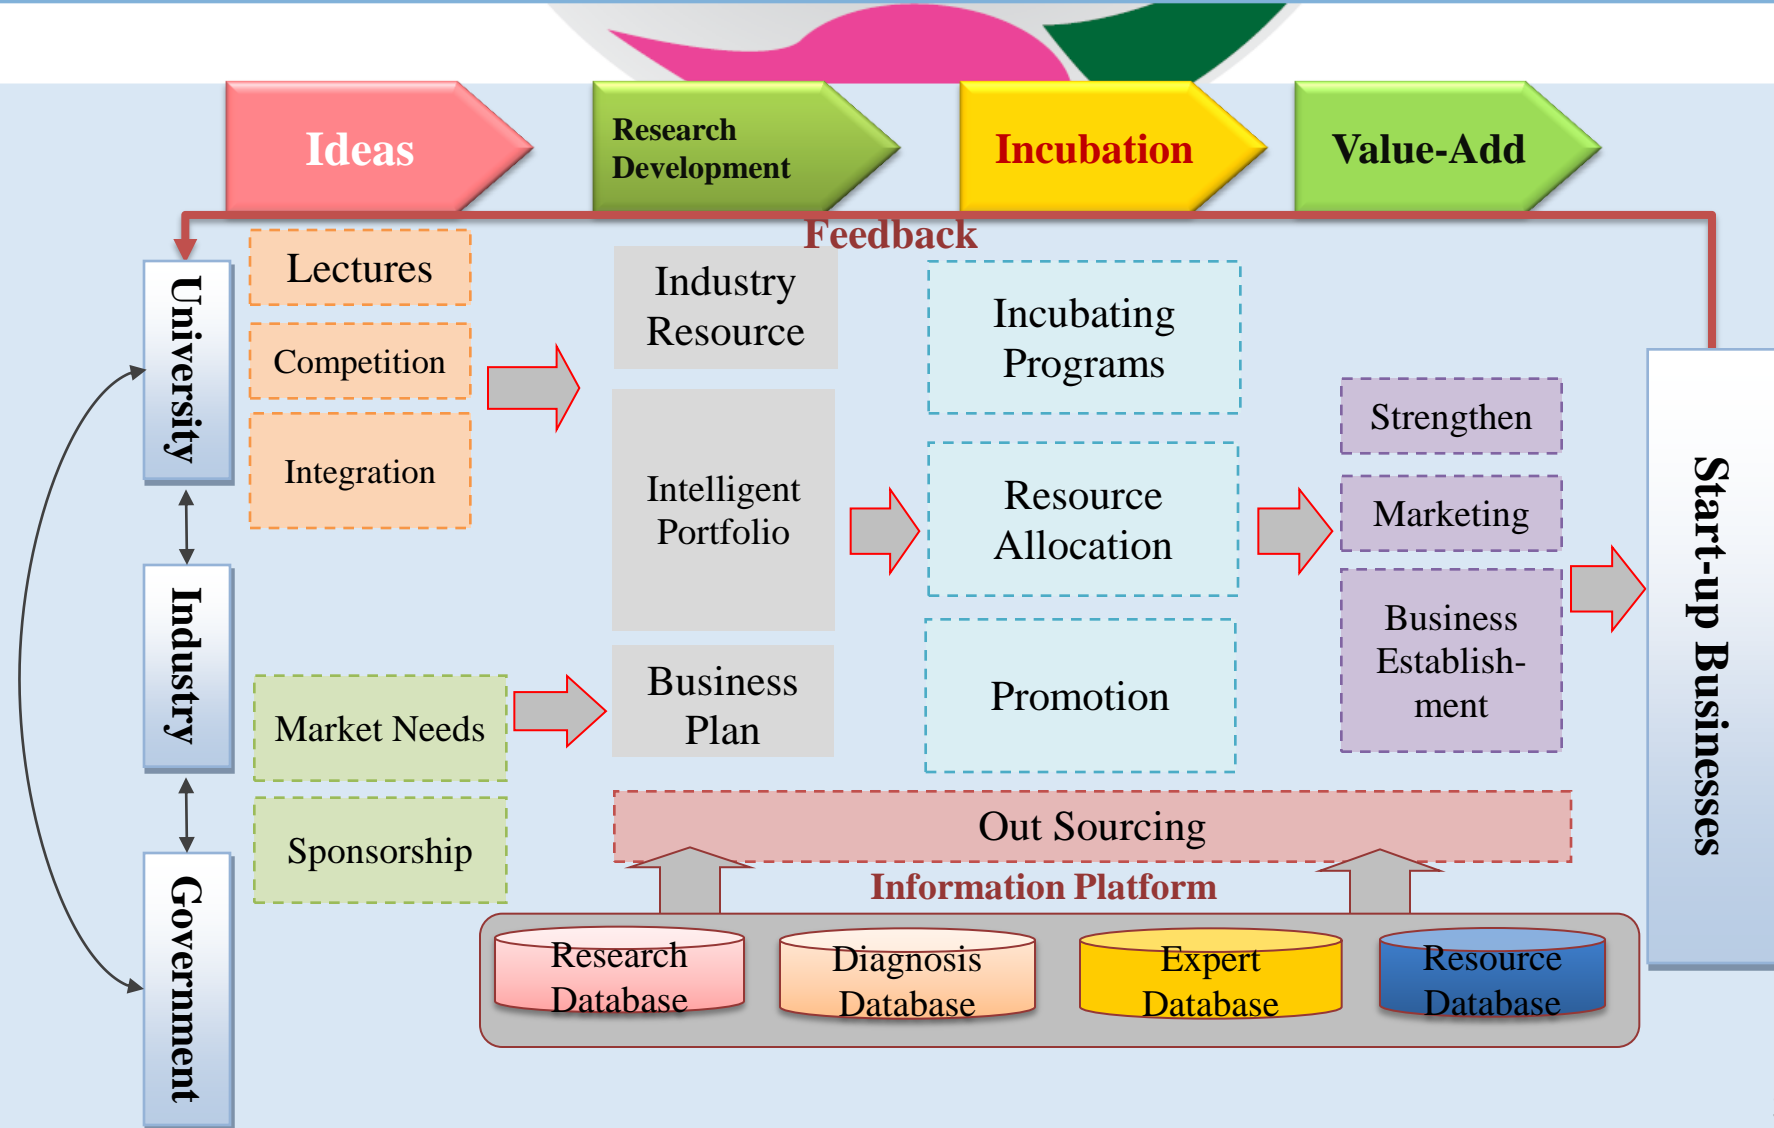 Ideas
Research
Development
Incubation
Value-Add
Feedback
University
Industry
Government
Lectures
Competition
Integration
Market Needs
Sponsorship
Industry
Resource
Intelligent
Portfolio
Business
Plan
Incubating
Programs
Resource
Allocation
Promotion
Strengthen
Marketing
Business
Establish-
ment
Start-up Businesses
Out Sourcing
Information Platform
Research
Database
Diagnosis
Database
Expert
Database
Resource
Database